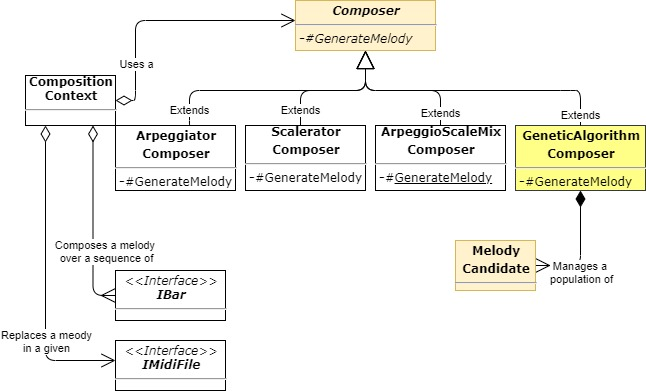 Composer
-#GenerateMelody
Uses a
Composition
Context
Extends
Extends
Extends
Extends
Arpeggiator
Composer
-#GenerateMelody
Scalerator
Composer
-#GenerateMelody
ArpeggioScaleMix
Composer
-#GenerateMelody
GeneticAlgorithm
Composer
-#GenerateMelody
Composes a melody
over a sequence of
Melody
Candidate
Manages a
population of
<<Interface>>
IBar
Replaces a meody
in a given
<<Interface>>
IMidiFile